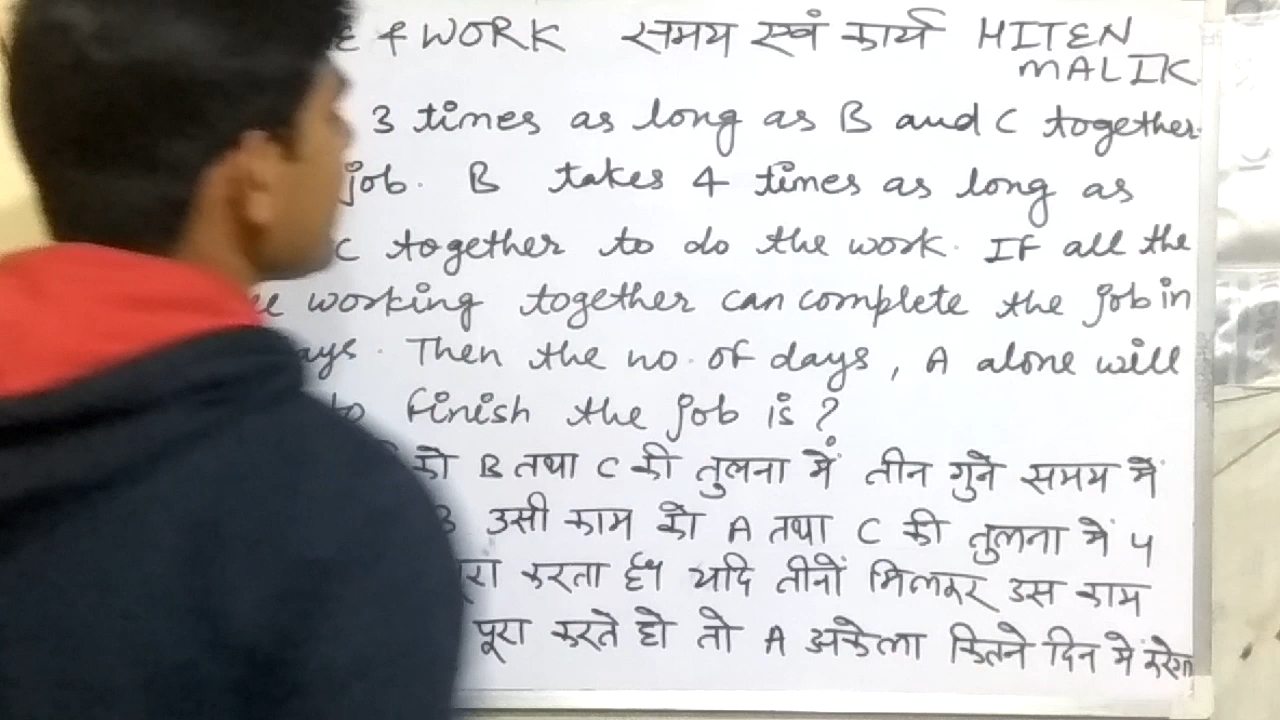 & WORK समय एवं कार्य HITEN
MALIK
3 times as long as B and C together
job. B takes 4 times as long as
C together to do the work. If all the
working together can complete the job in
Then the no. of days, A alone will
to finish the job is?
को B तथा C की तुलना में तीन गुने समय में
B उसी काम को A तथा C की तुलना में 4
करता है। यदि तीनों मिलकर उस काम
पूरा करते हो तो A अकेला कितने दिन में करेगा